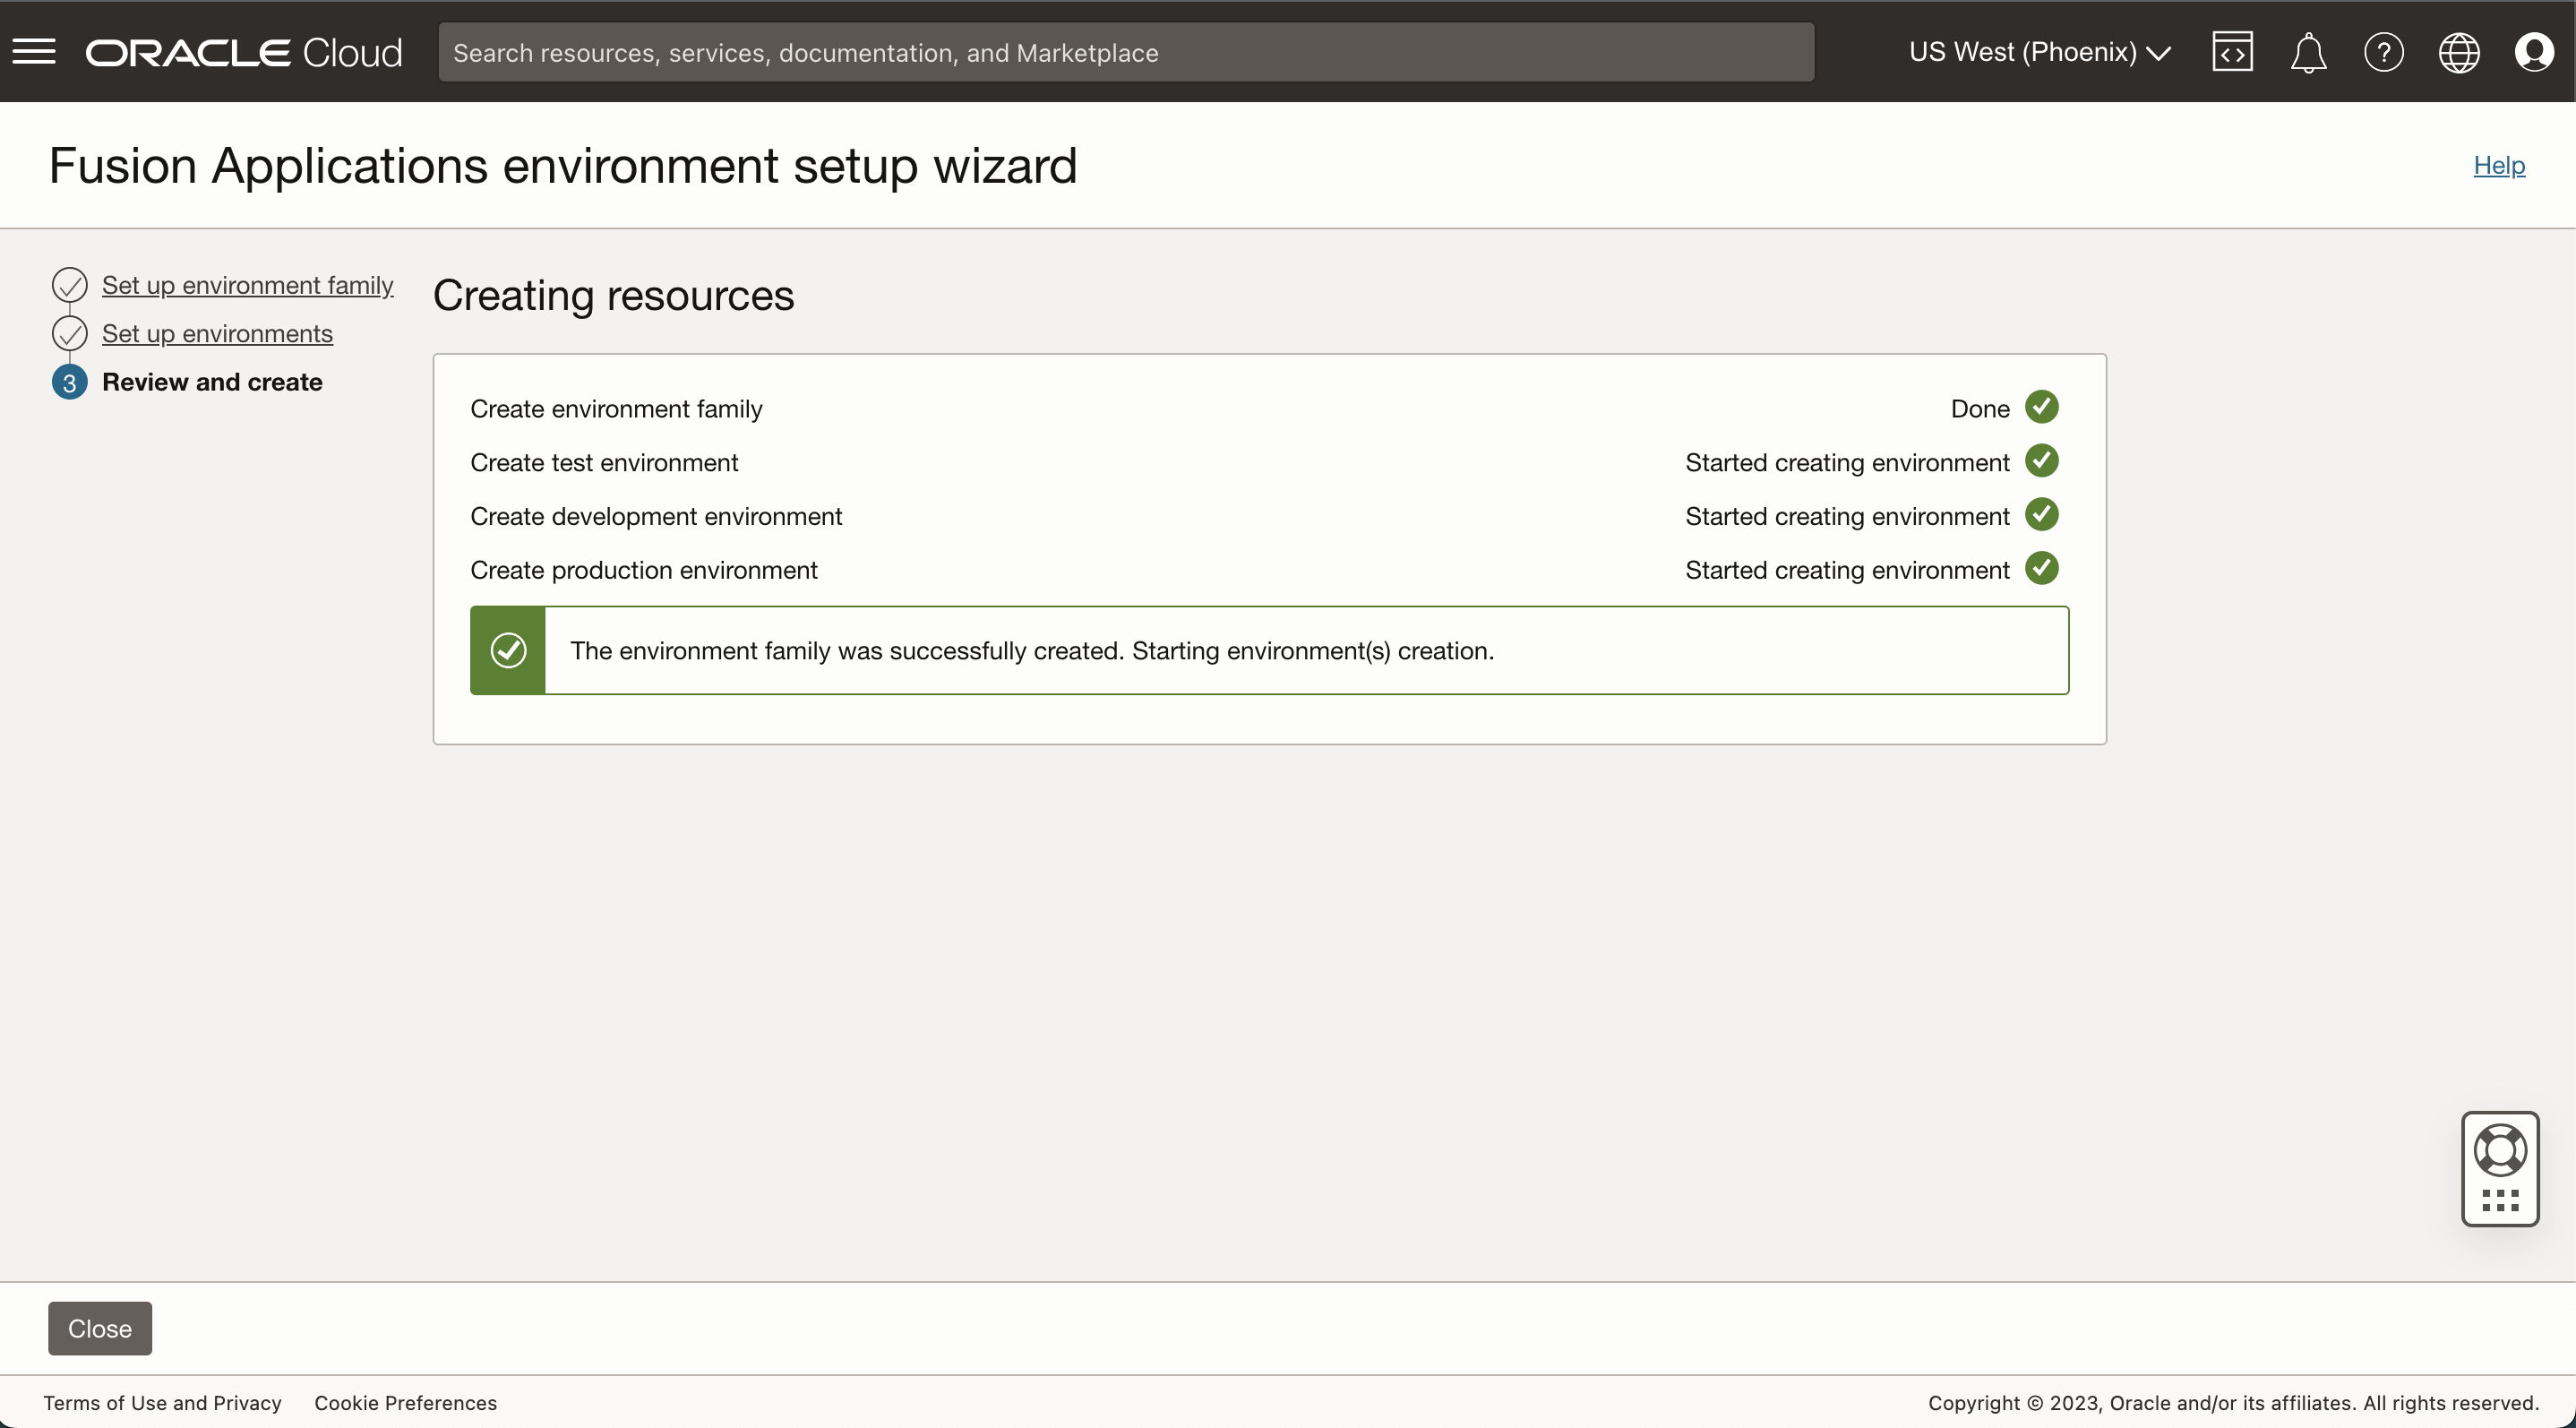 ORACLE Cloud
Search resources, services, documentation, and Marketplace
US West (Phoenix)
Fusion Applications environment setup wizard
Help
Set up environment family
Set up environments
3 Review and create
Creating resources
Create environment family Done
Create test environment Started creating environment
Create development environment Started creating environment
Create production environment Started creating environment
The environment family was successfully created. Starting environment(s) creation.
Close
Terms of Use and Privacy Cookie Preferences
Copyright © 2023, Oracle and/or its affiliates. All rights reserved.